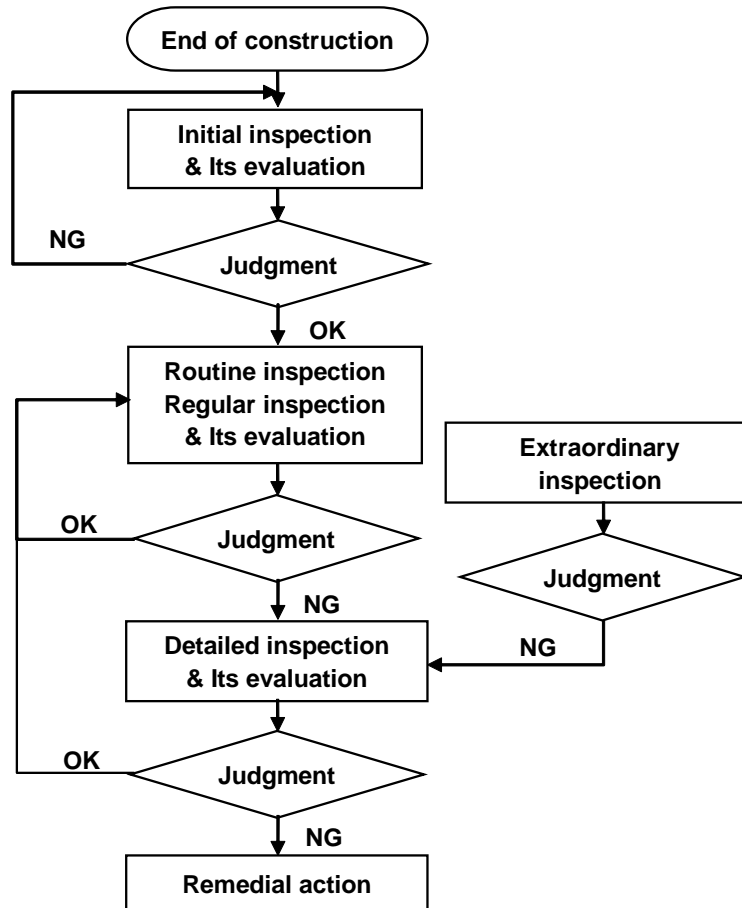 End of construction
Initial inspection
& Its evaluation
NG
Judgment
OK
Routine inspection
Regular inspection
& Its evaluation
Extraordinary
inspection
OK
Judgment
Judgment
NG
Detailed inspection
& Its evaluation
NG
OK
Judgment
NG
Remedial action